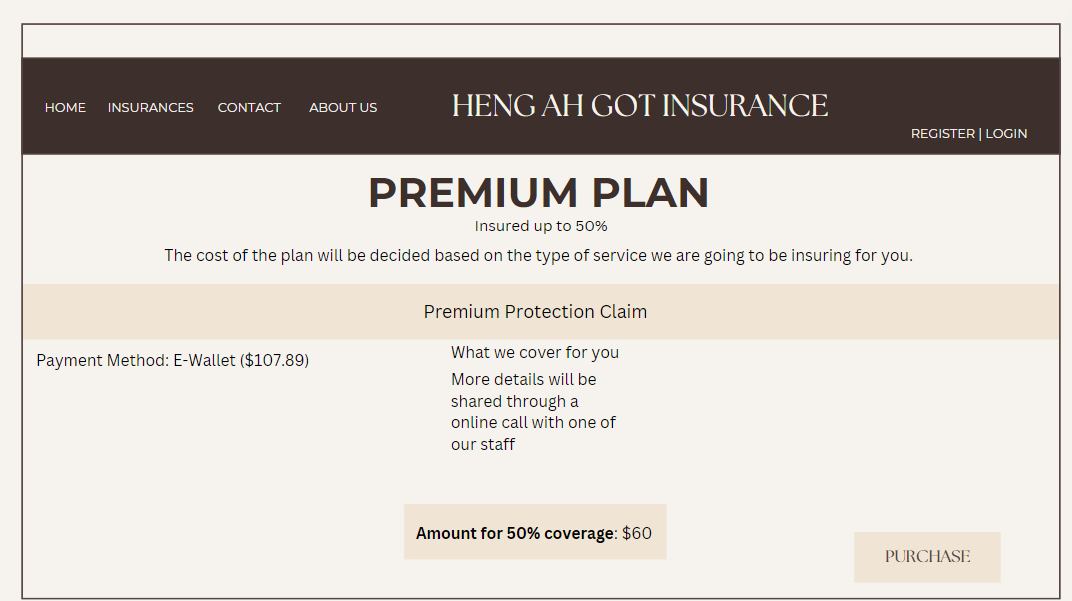 HOME INSURANCES CONTACT ABOUT US
HENG AH GOT INSURANCE
REGISTER | LOGIN
PREMIUM PLAN
Insured up to 50%
The cost of the plan will be decided based on the type of service we are going to be insuring for you.
Premium Protection Claim
Payment Method: E-Wallet ($107.89)
What we cover for you
More details will be
shared through a
online call with one of
our staff
Amount for 50% coverage: $60
PURCHASE